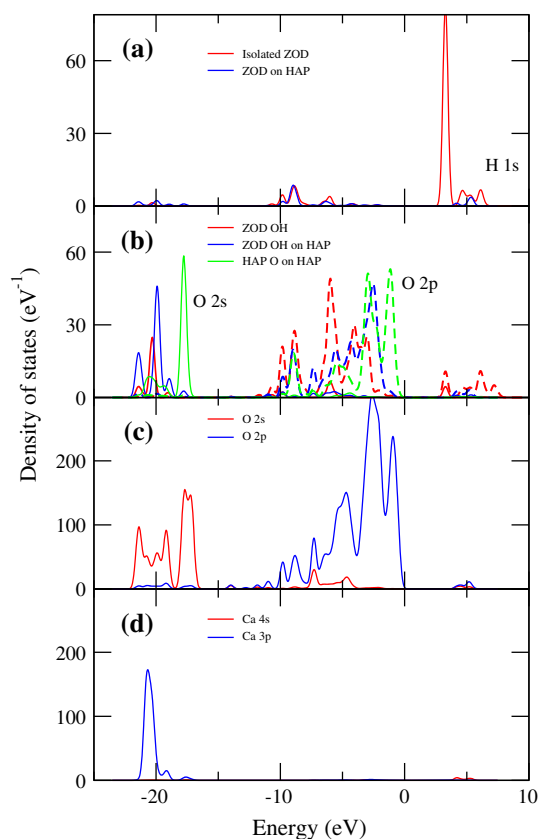 (a)
Isolated ZOD
ZOD on HAP
H 1s
60
30
0
(b)
ZOD OH
ZOD OH on HAP
HAP O on HAP
O 2s
O 2p
60
30
0
Density of states (eV⁻¹)
(c)
O 2s
O 2p
200
100
0
(d)
Ca 4s
Ca 3p
200
100
0
-20
-10
0
10
Energy (eV)